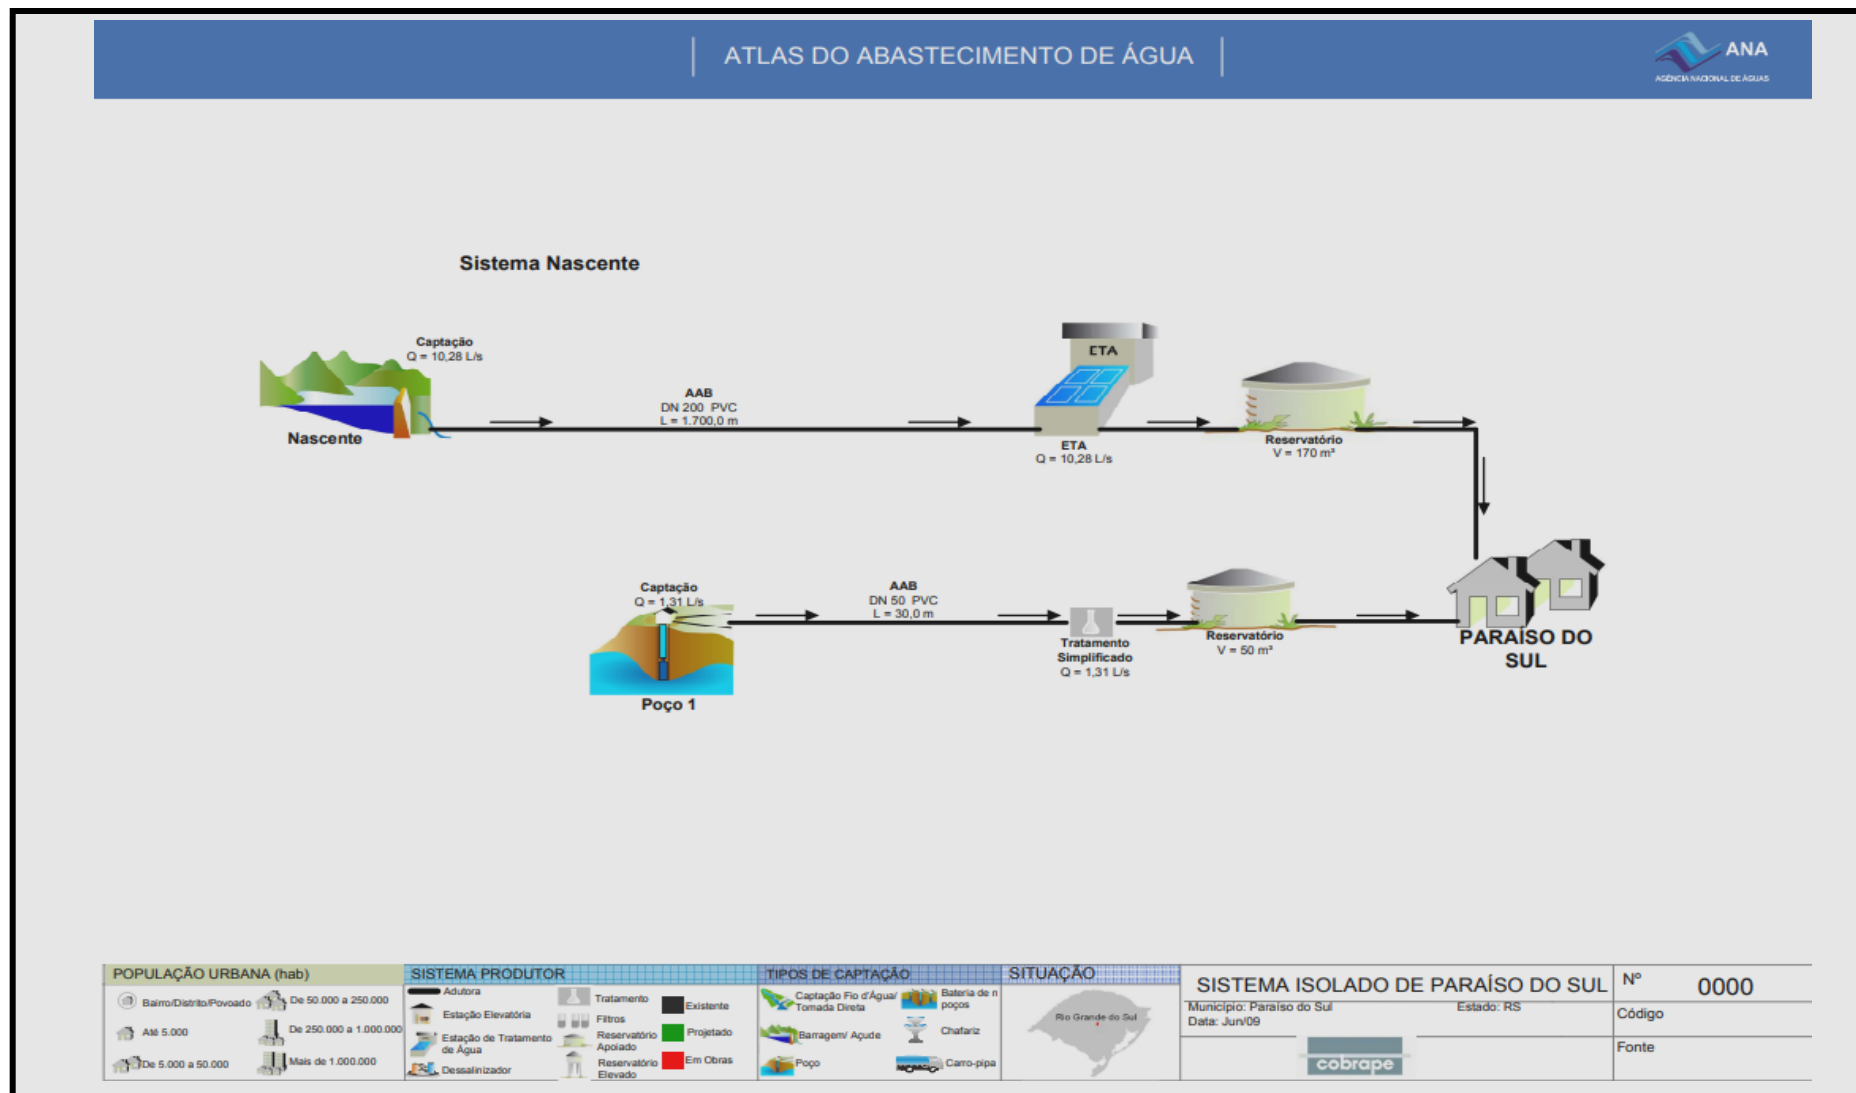 ATLAS DO ABASTECIMENTO DE ÁGUA
ANA
AGÊNCIA NACIONAL DE ÁGUAS
Sistema Nascente
Captação
Q = 10,28 L/s
Nascente
AAB
DN 200 PVC
L = 1.700,0 m
ETA
ETA
Q = 10,28 L/s
Reservatório
V = 170 m³
Captação
Q = 1,31 L/s
Poço 1
AAB
DN 50 PVC
L = 30,0 m
Tratamento
Simplificado
Q = 1,31 L/s
Reservatório
V = 50 m³
PARAÍSO DO
SUL
POPULAÇÃO URBANA (hab)
Bairro/Distrito/Povoado
Até 5.000
De 5.000 a 50.000
De 50.000 a 250.000
De 250.000 a 1.000.000
Mais de 1.000.000
SISTEMA PRODUTOR
Adutora
Estação Elevatória
Estação de Tratamento
de Água
Dessalinizador
Tratamento
Filtros
Reservatório
Apoiado
Reservatório
Elevado
Existente
Projetado
Em Obras
TIPOS DE CAPTAÇÃO
Captação Fio d'Água/
Tomada Direta
Barragem/ Açude
Poço
Bateria de n
poços
Chafariz
Carro-pipa
SITUAÇÃO
Rio Grande do Sul
SISTEMA ISOLADO DE PARAÍSO DO SUL
Município: Paraíso do Sul
Estado: RS
Data: Jun/09
cobrape
Nº
0000
Código
Fonte